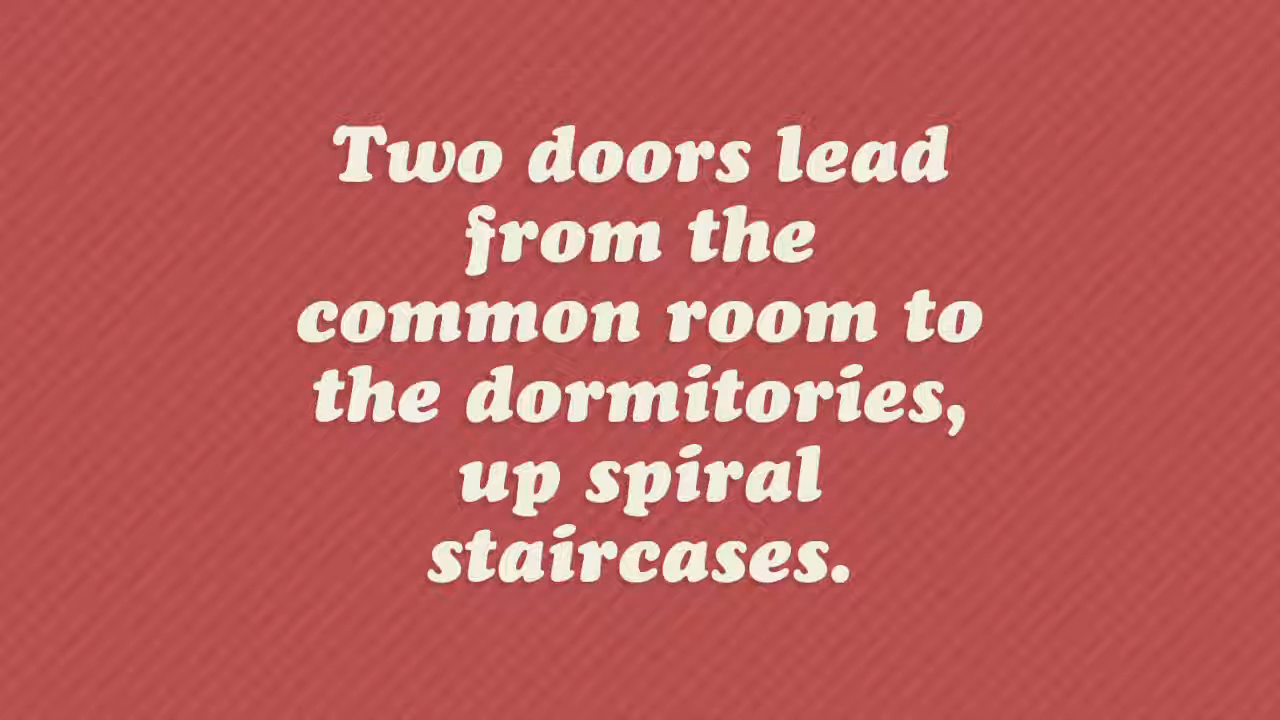 Two doors lead
from the
common room to
the dormitories,
up spiral
staircases.